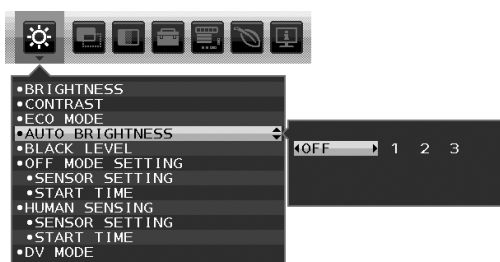 •BRIGHTNESS
•CONTRAST
•ECO MODE
•AUTO BRIGHTNESS
•BLACK LEVEL
•OFF MODE SETTING
•SENSOR SETTING
•START TIME
•HUMAN SENSING
•SENSOR SETTING
•START TIME
•DV MODE
OFF 1 2 3